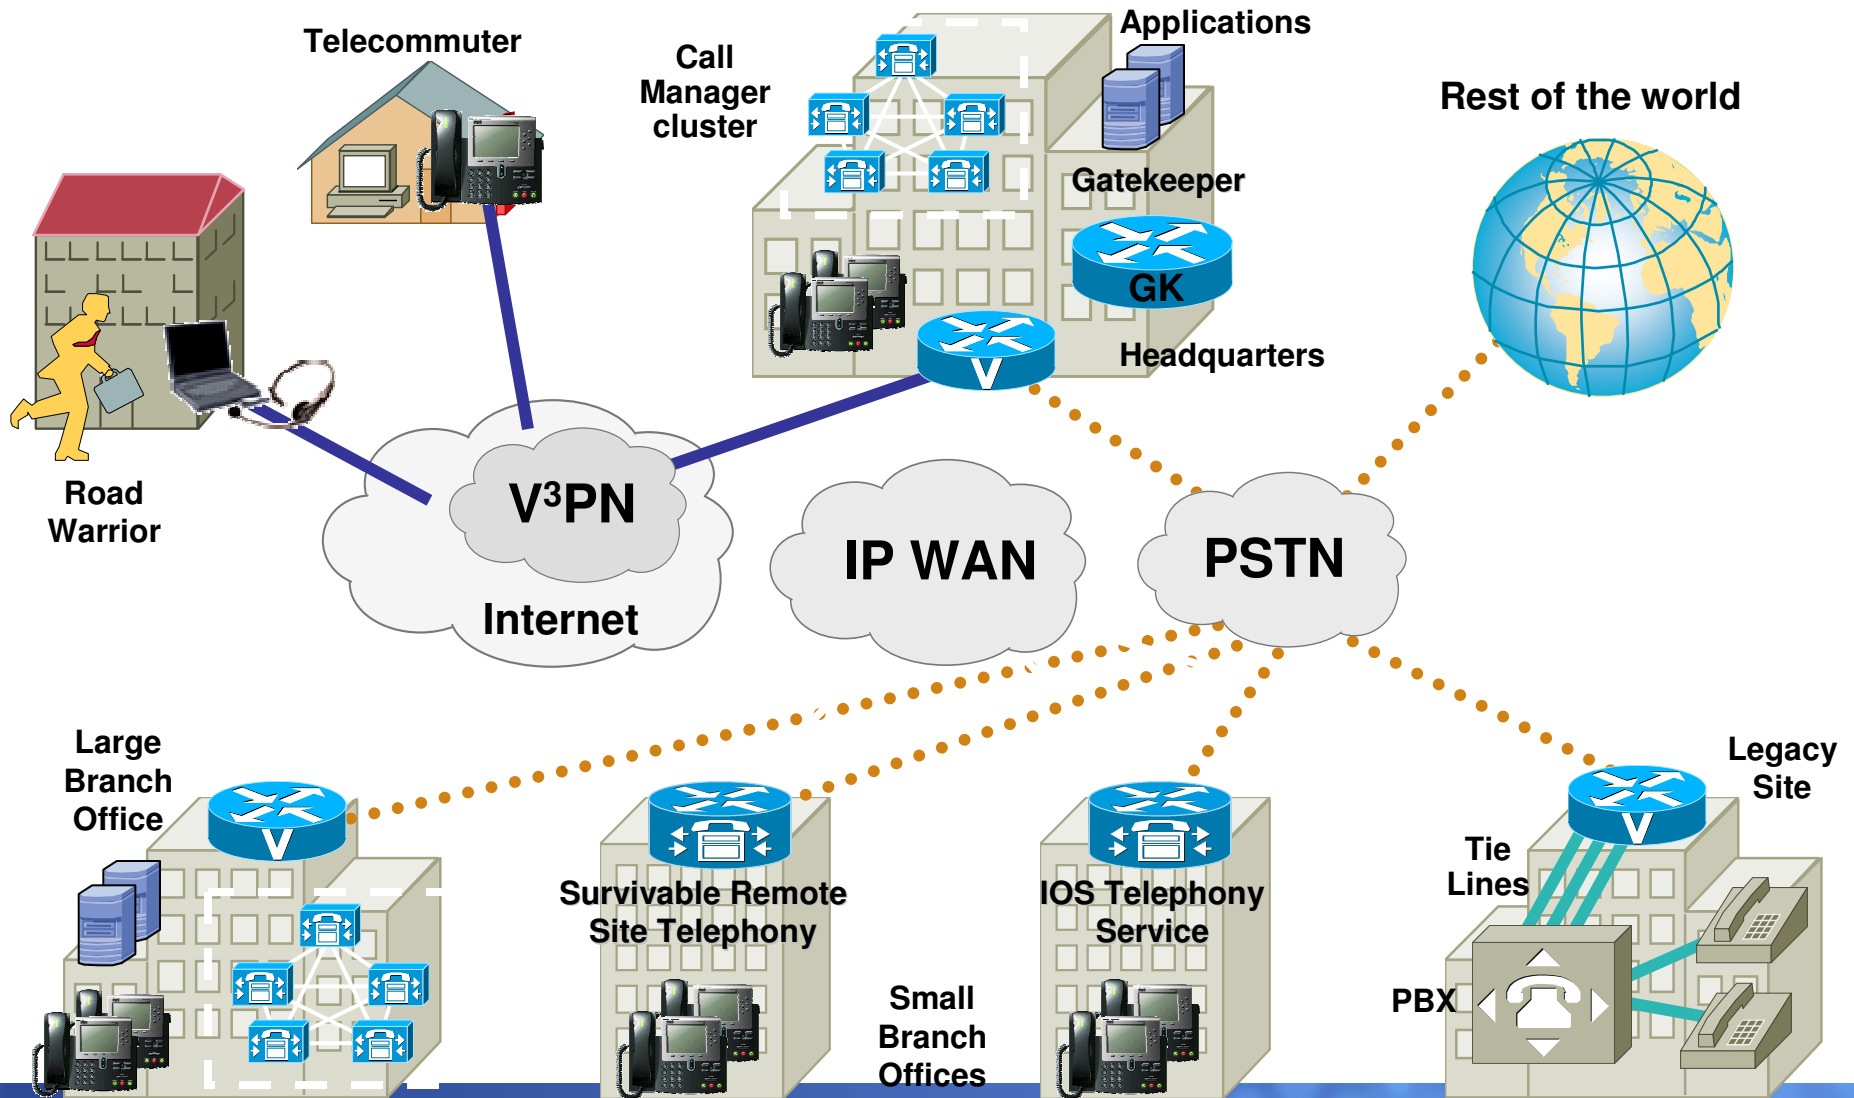 Telecommuter
Call
Manager
cluster
Applications
Rest of the world
Gatekeeper
GK
Headquarters
V
Road
Warrior
V³PN
Internet
IP WAN
PSTN
Large
Branch
Office
V
Survivable Remote
Site Telephony
IOS Telephony
Service
Small
Branch
Offices
Legacy
Site
V
Tie
Lines
PBX